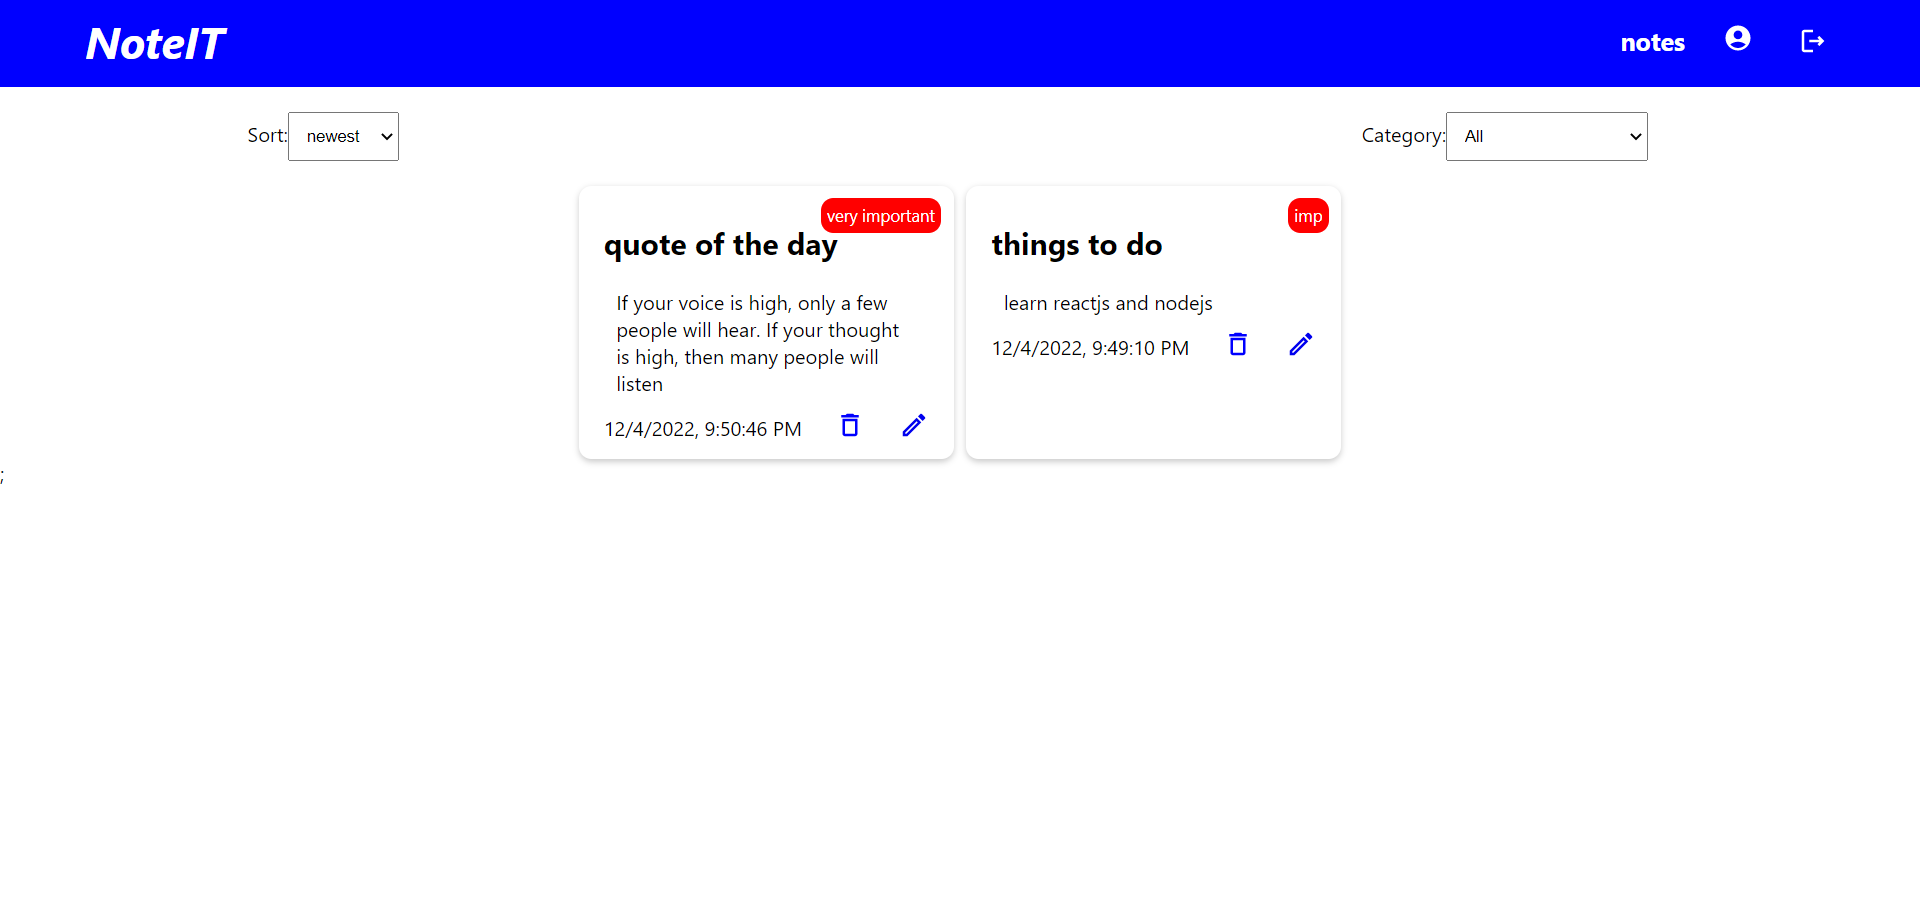 NoteIT
notes
Sort: newest
Category: All
very important
quote of the day
If your voice is high, only a few
people will hear. If your thought
is high, then many people will
listen
12/4/2022, 9:50:46 PM
imp
things to do
learn reactjs and nodejs
12/4/2022, 9:49:10 PM
;